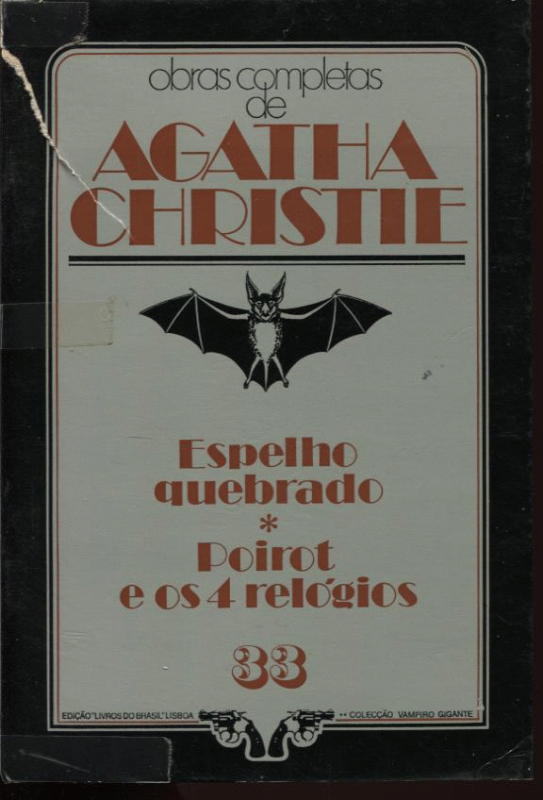 obras completas
de
AGATHA
CHRISTIE
Espelho
quebrado
*
Poirot
e os 4 relógios
33
EDIÇÃO "LIVROS DO BRASIL" LISBOA
** COLECÇÃO VAMPIRO GIGANTE